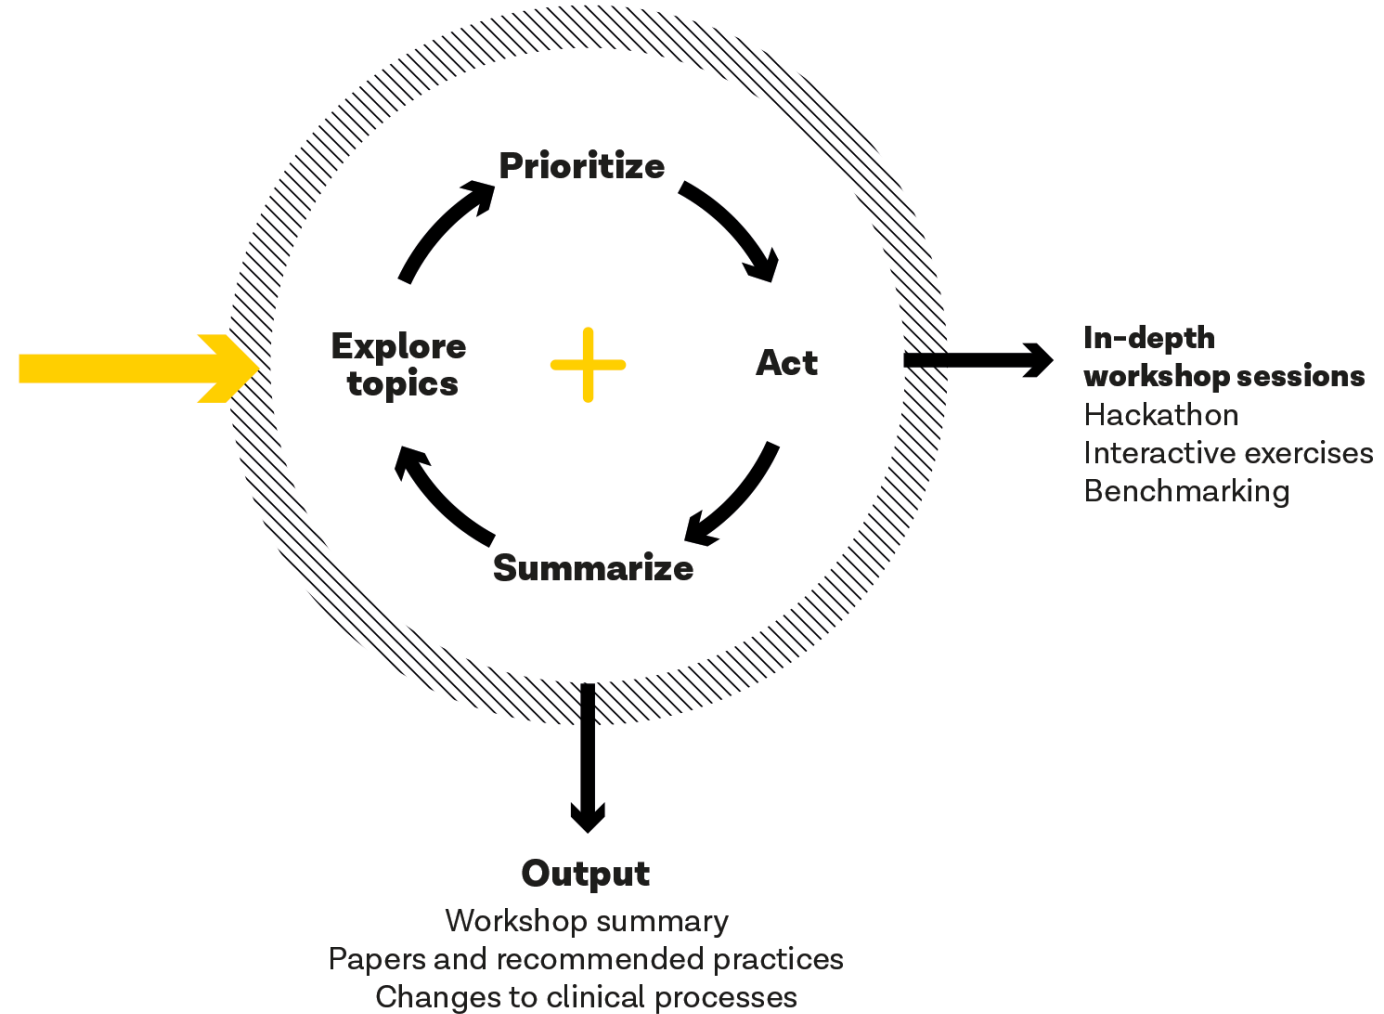 Prioritize
Explore
topics
Act
Summarize
In-depth
workshop sessions
Hackathon
Interactive exercises
Benchmarking
Output
Workshop summary
Papers and recommended practices
Changes to clinical processes